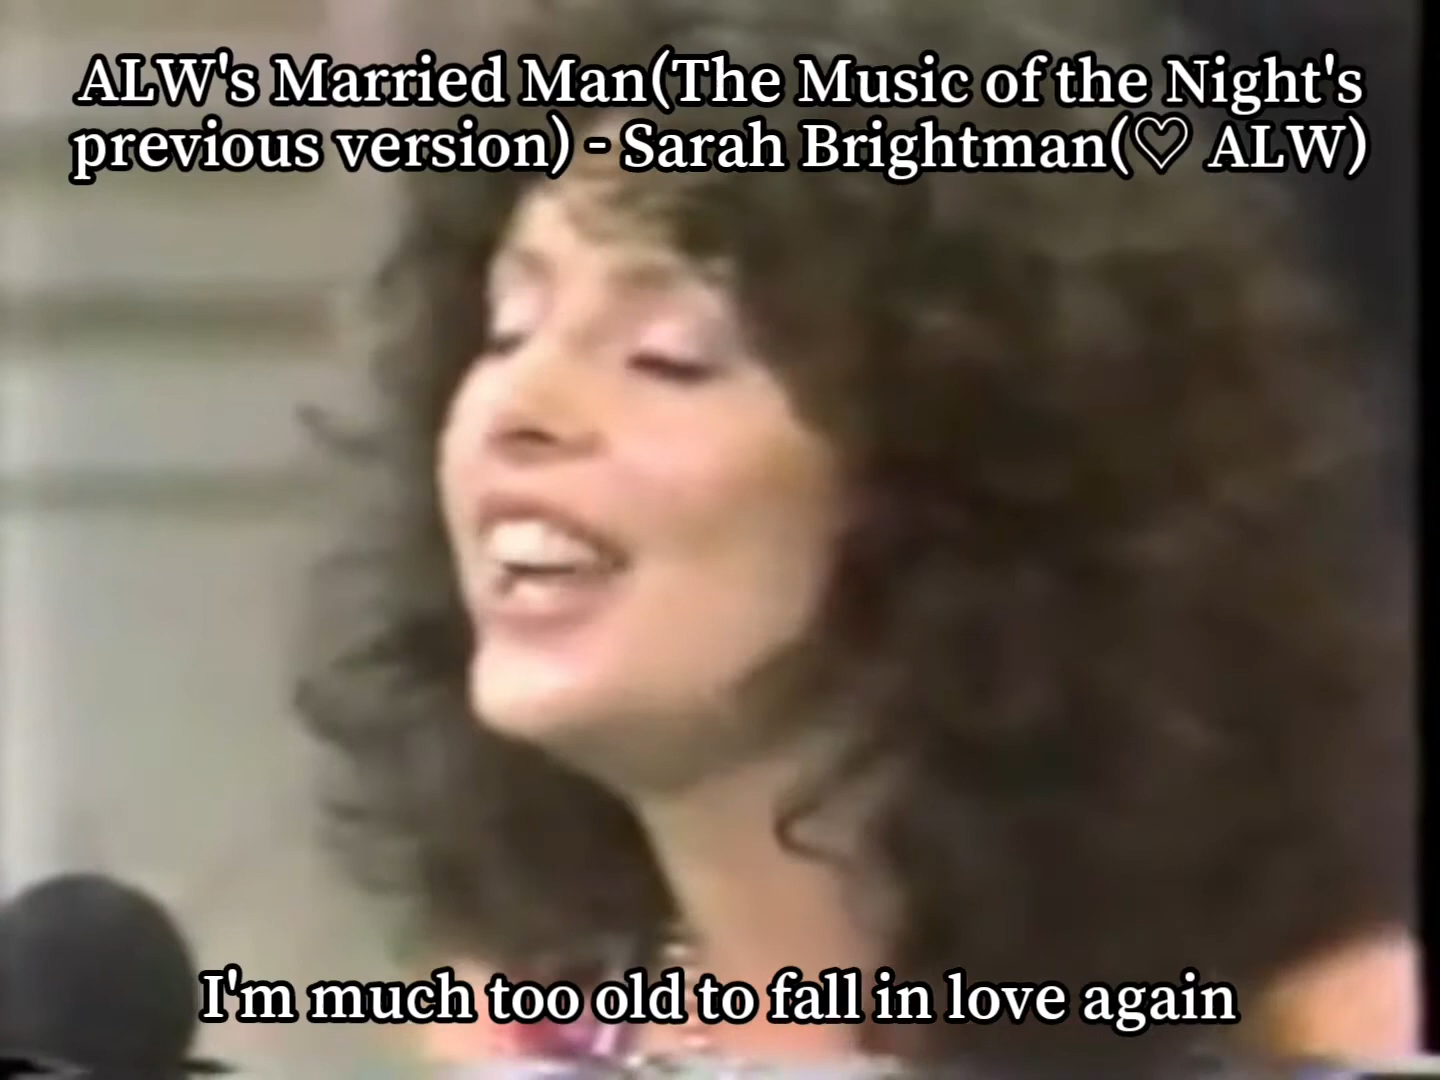 ALW's Married Man(The Music of the Night's
previous version) - Sarah Brightman(♡ ALW)
I'm much too old to fall in love again